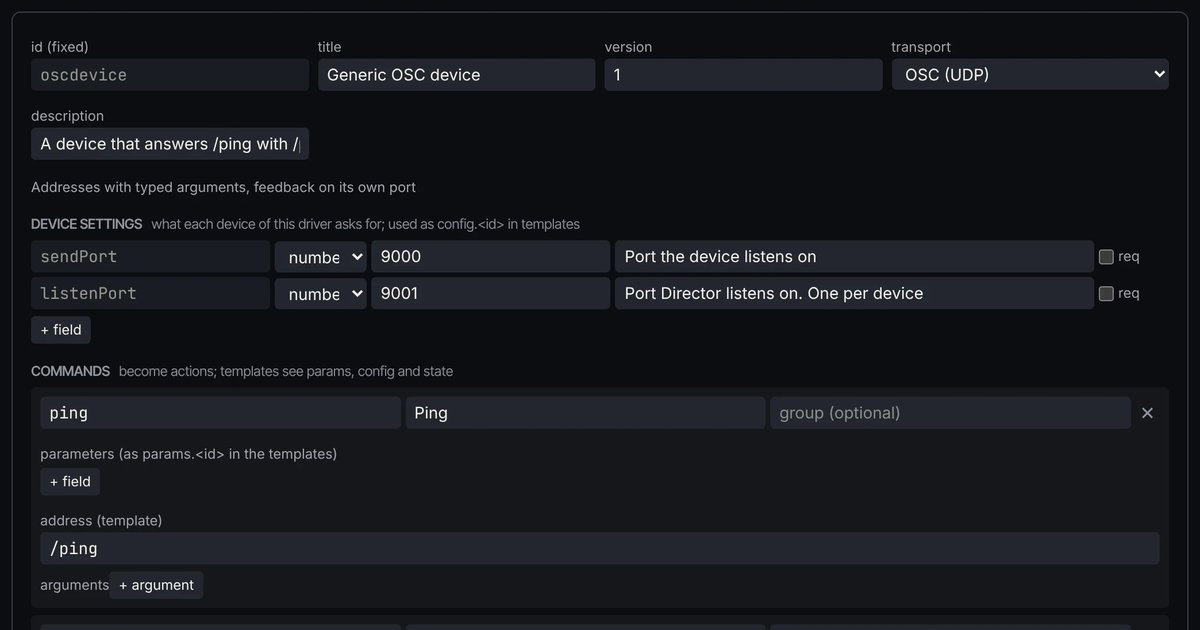 id (fixed) title version transport
oscdevice Generic OSC device 1 OSC (UDP)
description
A device that answers /ping with /
Addresses with typed arguments, feedback on its own port
DEVICE SETTINGS what each device of this driver asks for; used as config.<id> in templates
sendPort numbe 9000 Port the device listens on req
listenPort numbe 9001 Port Director listens on. One per device req
+ field
COMMANDS become actions; templates see params, config and state
ping Ping group (optional) ✕
parameters (as params.<id> in the templates)
+ field
address (template)
/ping
arguments + argument